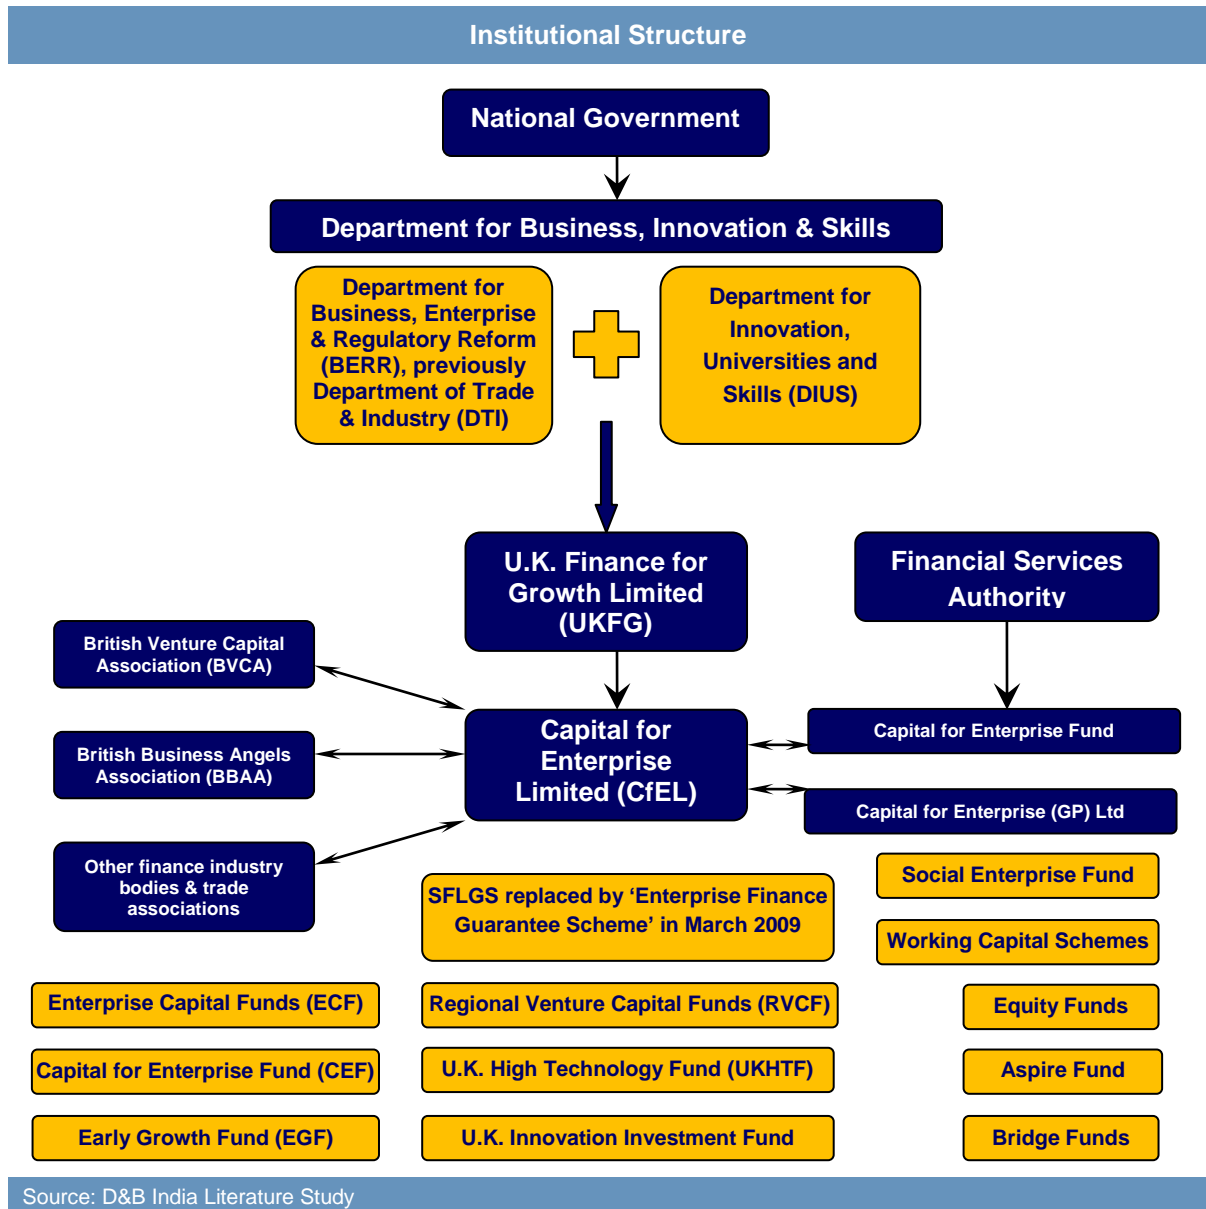 Institutional Structure
National Government
Department for Business, Innovation & Skills
Department for
Business, Enterprise
& Regulatory Reform
(BERR), previously
Department of Trade
& Industry (DTI)
Department for
Innovation,
Universities and
Skills (DIUS)
U.K. Finance for
Growth Limited
(UKFG)
Financial Services
Authority
British Venture Capital
Association (BVCA)
British Business Angels
Association (BBAA)
Other finance industry
bodies & trade
associations
Capital for
Enterprise
Limited (CfEL)
Capital for Enterprise Fund
Capital for Enterprise (GP) Ltd
SFLGS replaced by ‘Enterprise Finance
Guarantee Scheme’ in March 2009
Social Enterprise Fund
Working Capital Schemes
Enterprise Capital Funds (ECF)
Regional Venture Capital Funds (RVCF)
Equity Funds
Capital for Enterprise Fund (CEF)
U.K. High Technology Fund (UKHTF)
Aspire Fund
Early Growth Fund (EGF)
U.K. Innovation Investment Fund
Bridge Funds
Source: D&B India Literature Study